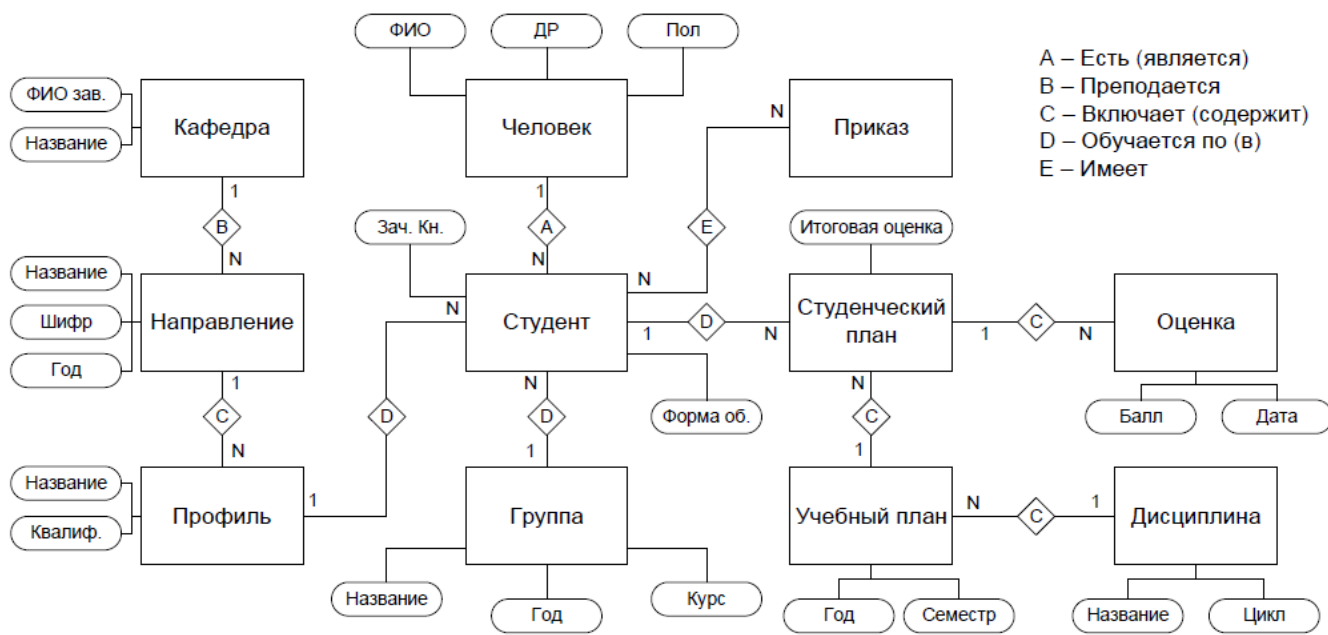 ФИО
ДР
Пол
A – Есть (является)
B – Преподается
C – Включает (содержит)
D – Обучается по (в)
E – Имеет
ФИО зав.
Название
Кафедра
Человек
N
Приказ
1
1
B
Зач. Кн.
A
E
Итоговая оценка
N
N
N
Название
Шифр
Год
Направление
N
Студент
1
D
N
Студенческий
план
1
C
N
Оценка
1
N
N
C
D
D
Форма об.
C
Балл
Дата
N
1
1
Название
Квалиф.
Профиль
1
Группа
Учебный план
N
C
1
Дисциплина
Название
Год
Курс
Год
Семестр
Название
Цикл